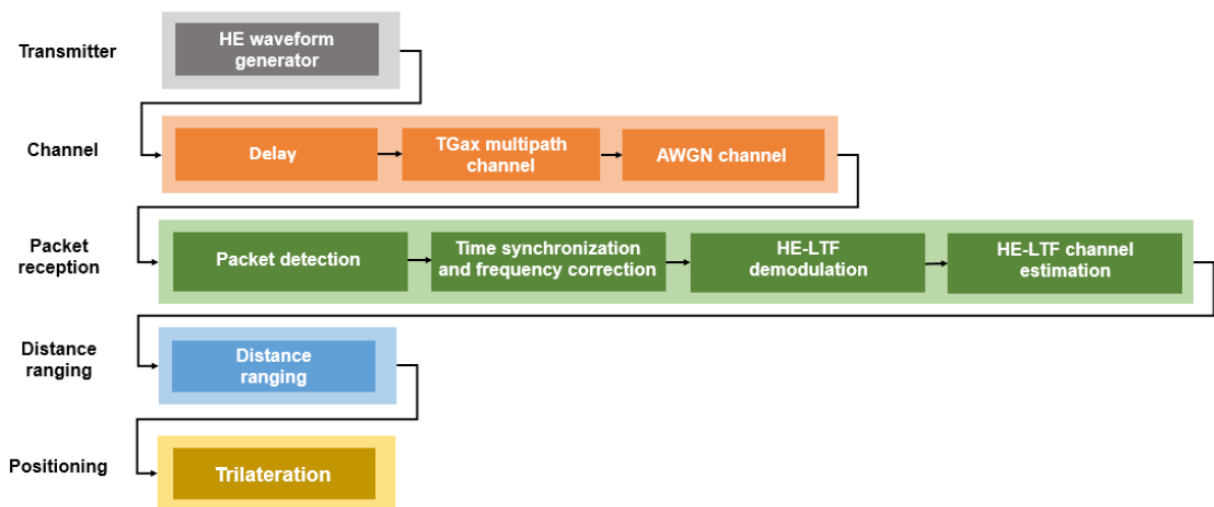 Transmitter
HE waveform
generator
Channel
Delay
TGax multipath
channel
AWGN channel
Packet
reception
Packet detection
Time synchronization
and frequency correction
HE-LTF
demodulation
HE-LTF channel
estimation
Distance
ranging
Distance
ranging
Positioning
Trilateration